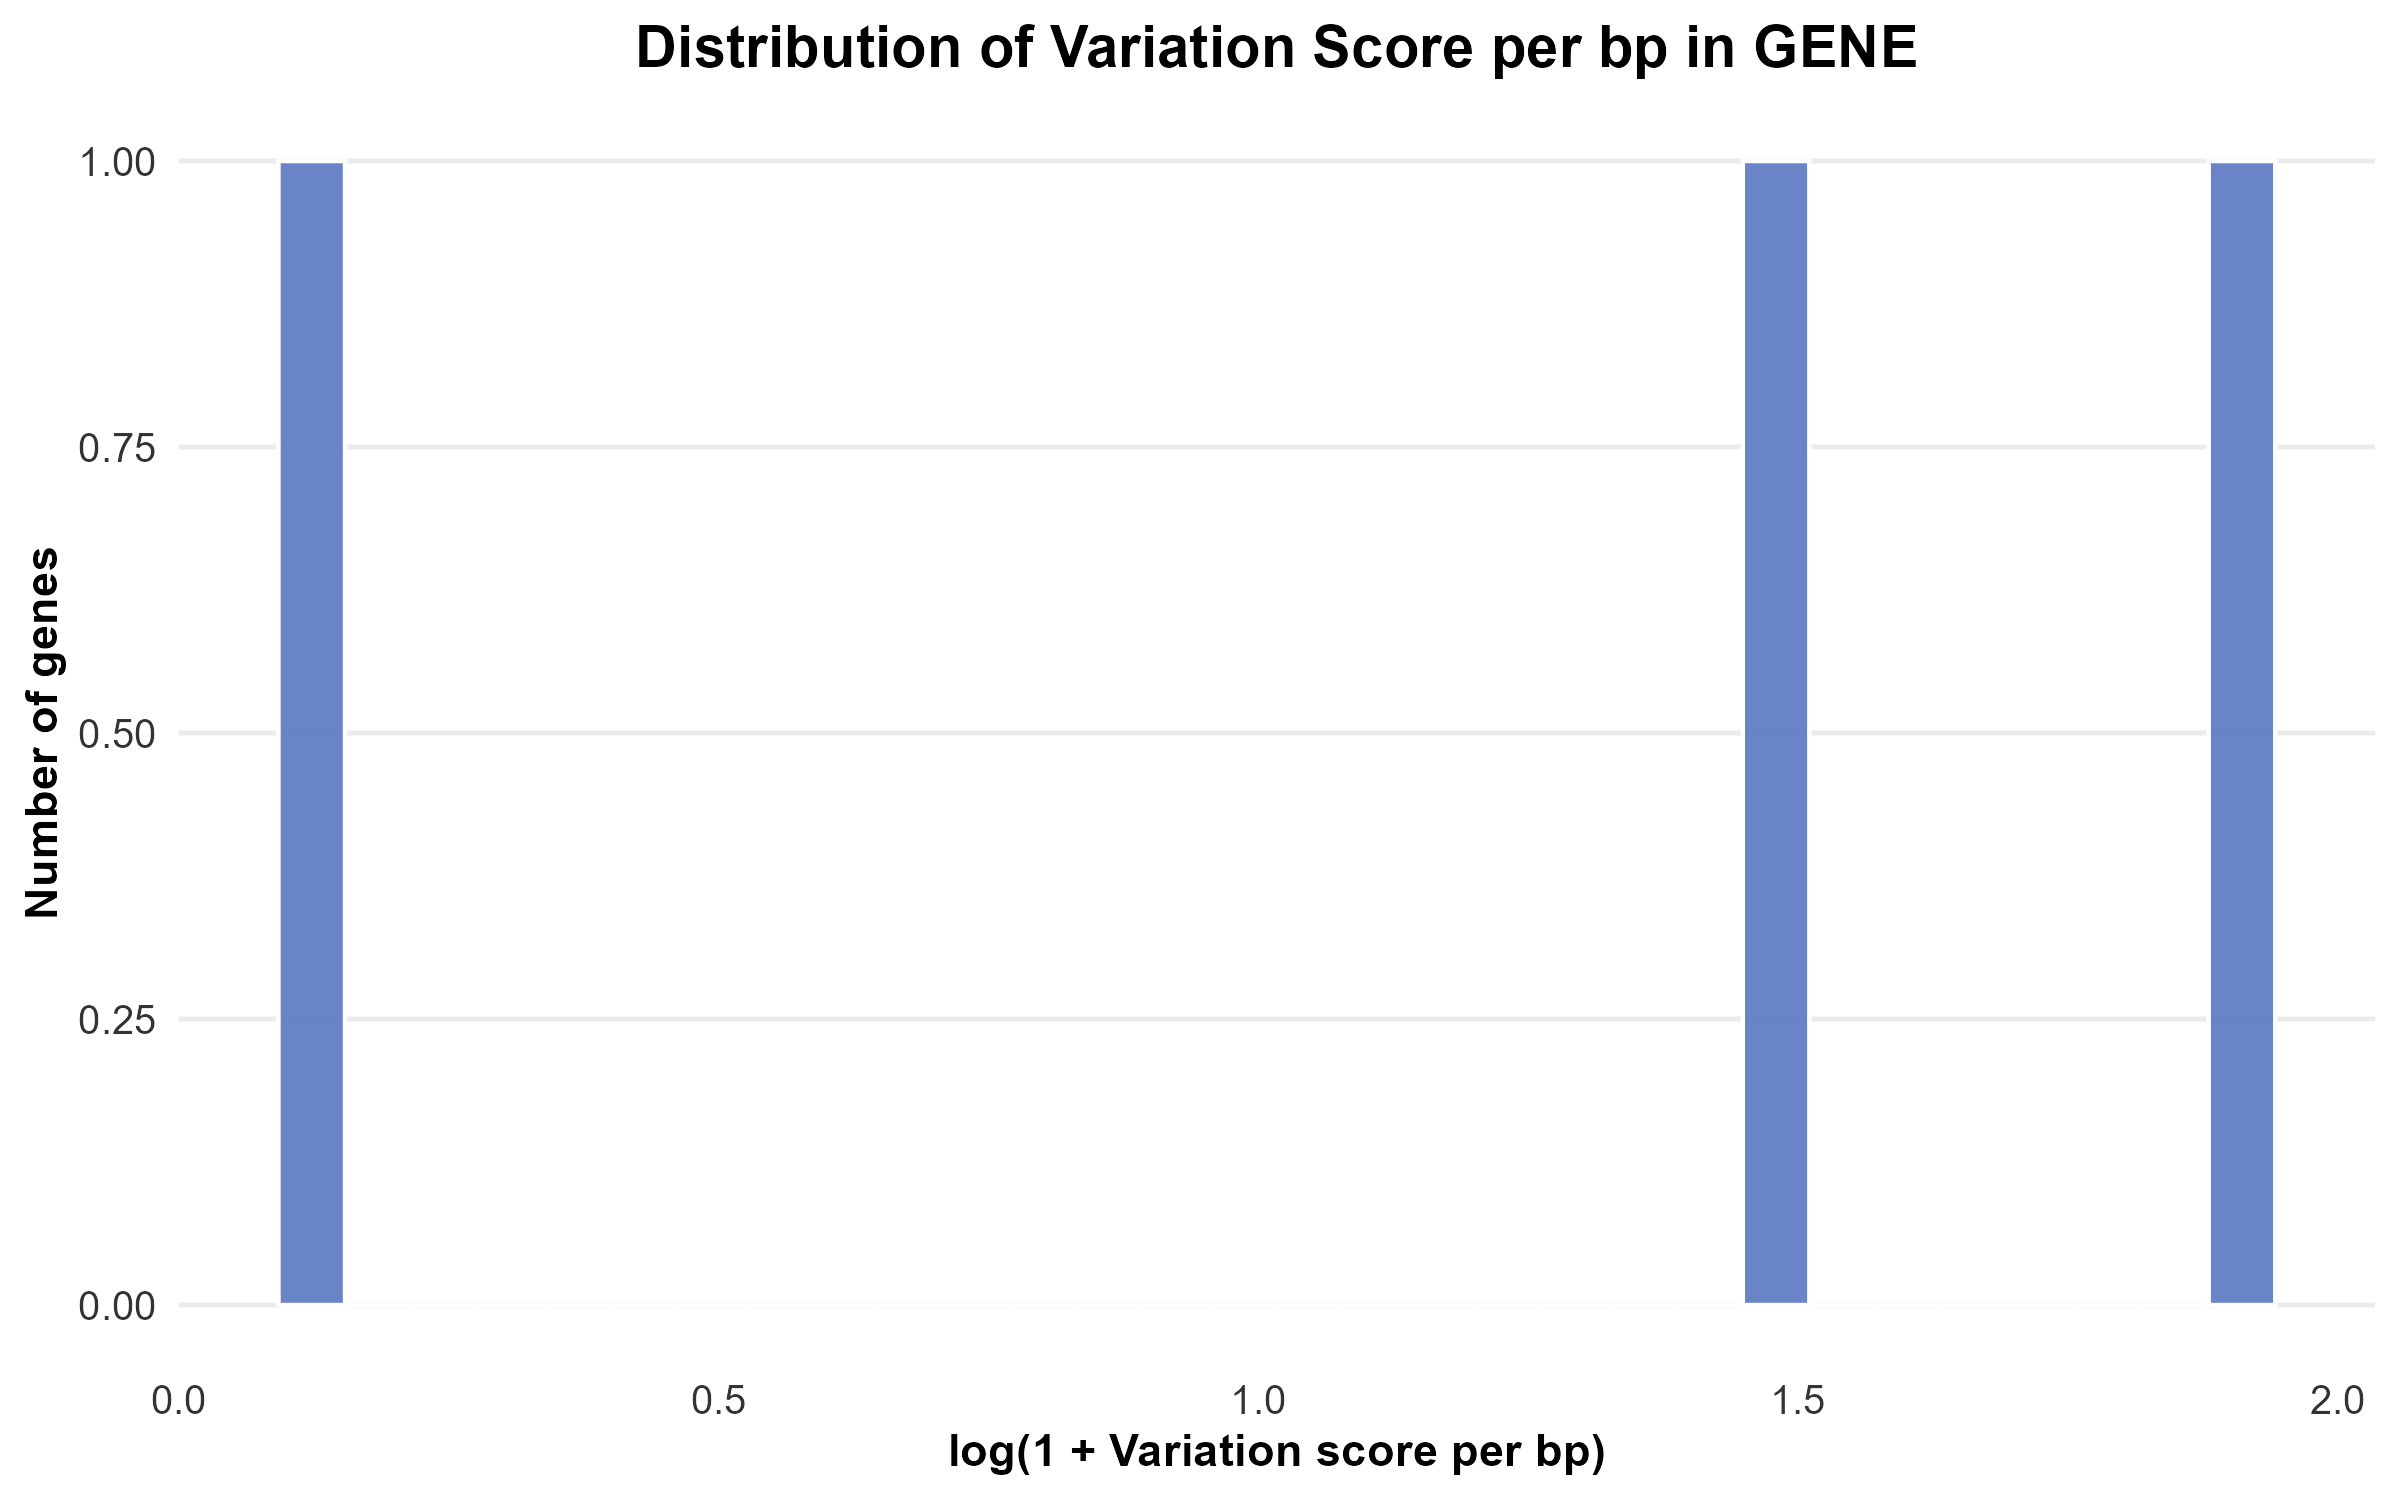 Distribution of Variation Score per bp in GENE
Number of genes
1.00
0.75
0.50
0.25
0.00
0.0 0.5 1.0 1.5 2.0
log(1 + Variation score per bp)